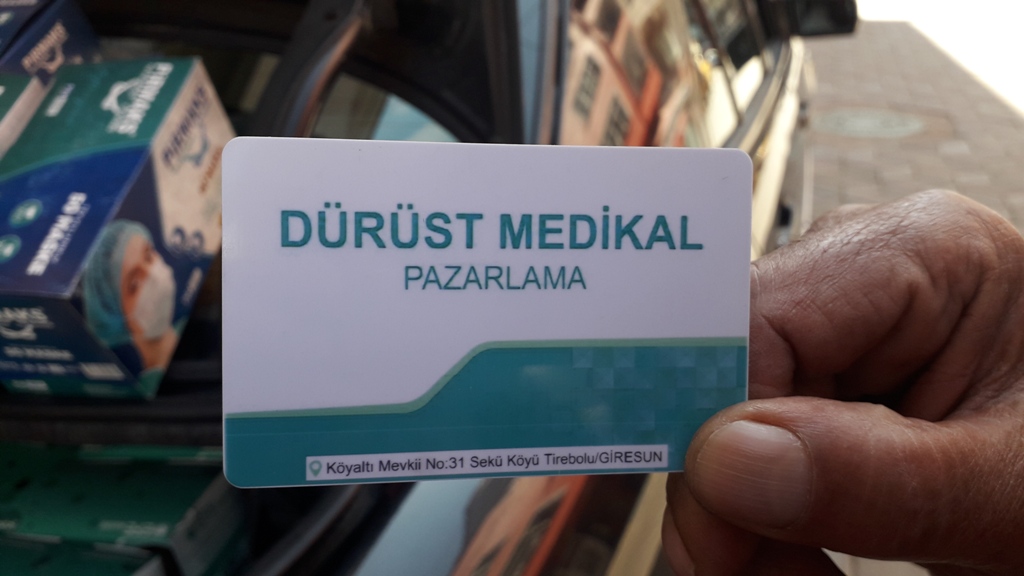 DÜRÜST MEDİKAL
PAZARLAMA
Köyaltı Mevkii No:31 Sekü Köyü Tirebolu/GİRESUN